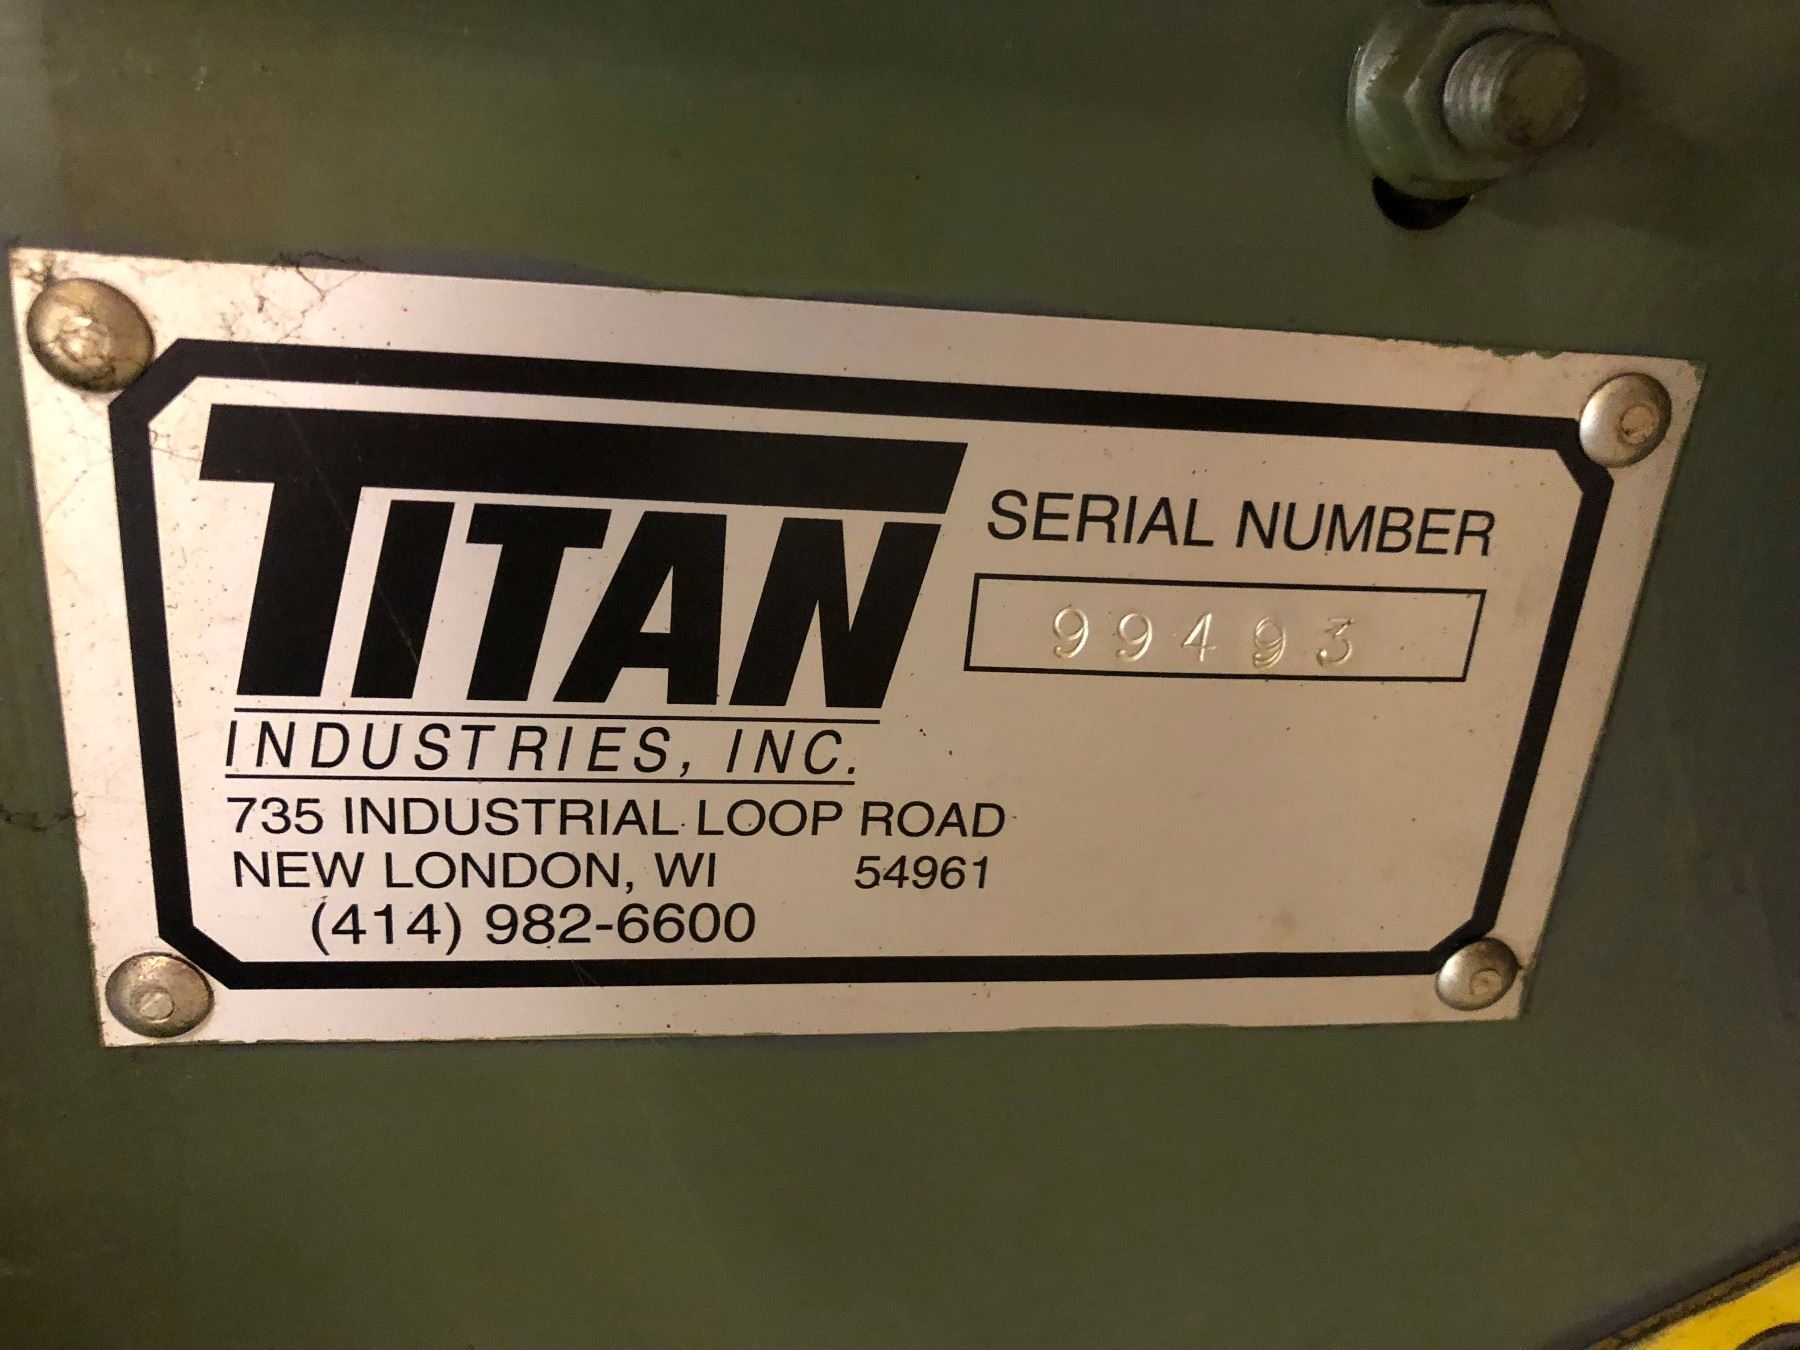 TITAN
INDUSTRIES, INC.
735 INDUSTRIAL LOOP ROAD
NEW LONDON, WI 54961
(414) 982-6600
SERIAL NUMBER
99493